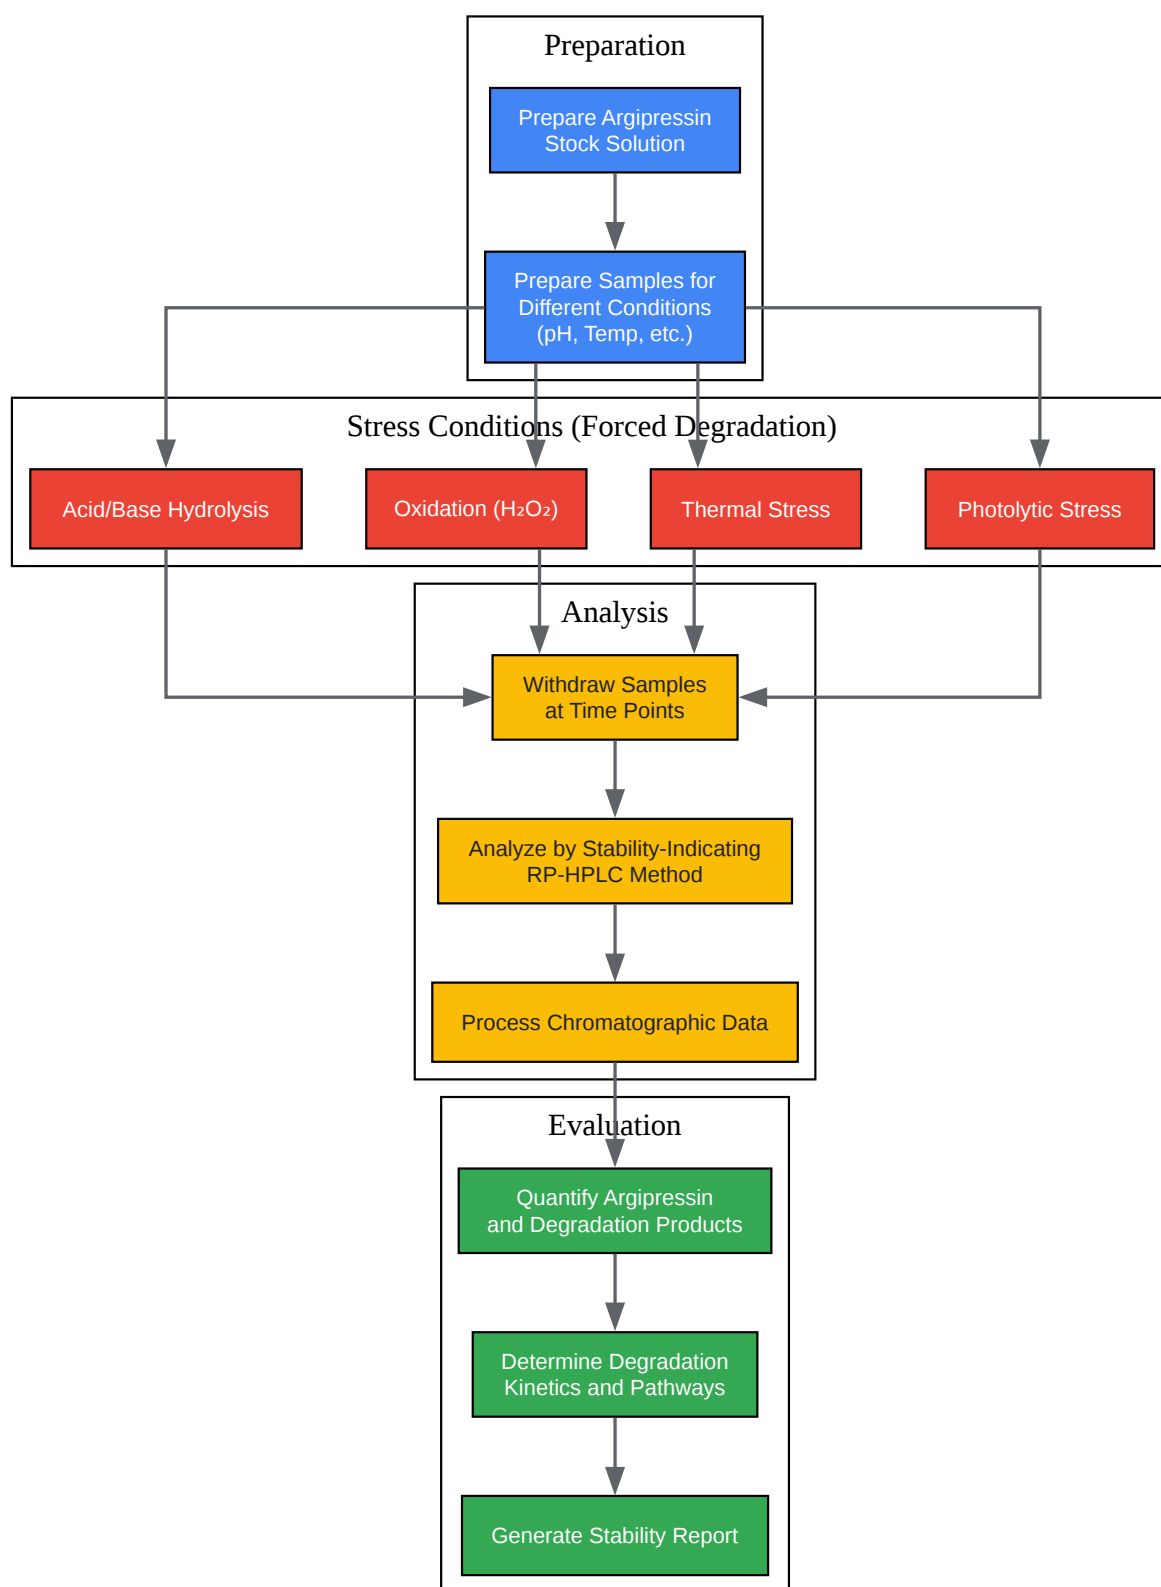 Preparation
Prepare Argipressin
Stock Solution
Prepare Samples for
Different Conditions
(pH, Temp, etc.)
Stress Conditions (Forced Degradation)
Acid/Base Hydrolysis
Oxidation (H₂O₂)
Thermal Stress
Photolytic Stress
Analysis
Withdraw Samples
at Time Points
Analyze by Stability-Indicating
RP-HPLC Method
Process Chromatographic Data
Evaluation
Quantify Argipressin
and Degradation Products
Determine Degradation
Kinetics and Pathways
Generate Stability Report